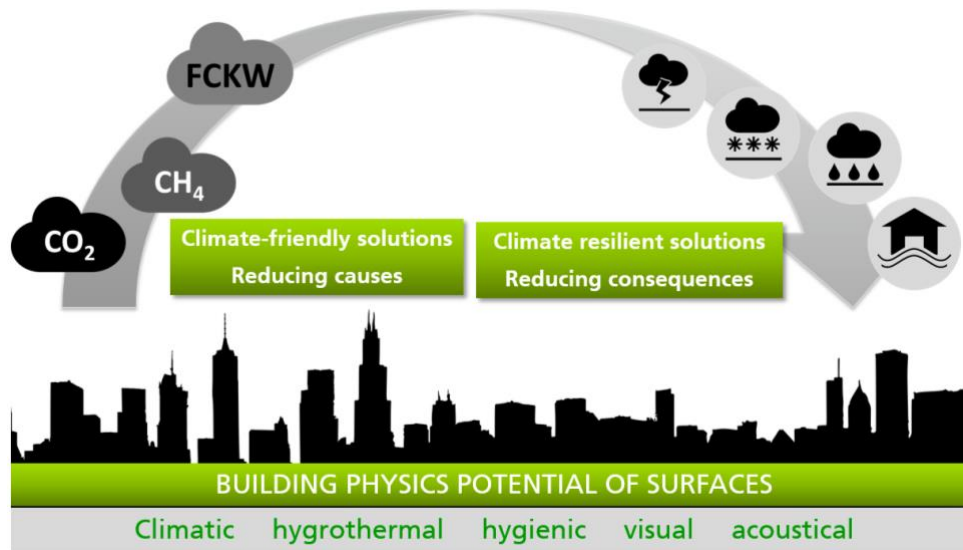 FCKW
CH₄
CO₂
Climate-friendly solutions
Reducing causes
Climate resilient solutions
Reducing consequences
BUILDING PHYSICS POTENTIAL OF SURFACES
Climatic hygrothermal hygienic visual acoustical